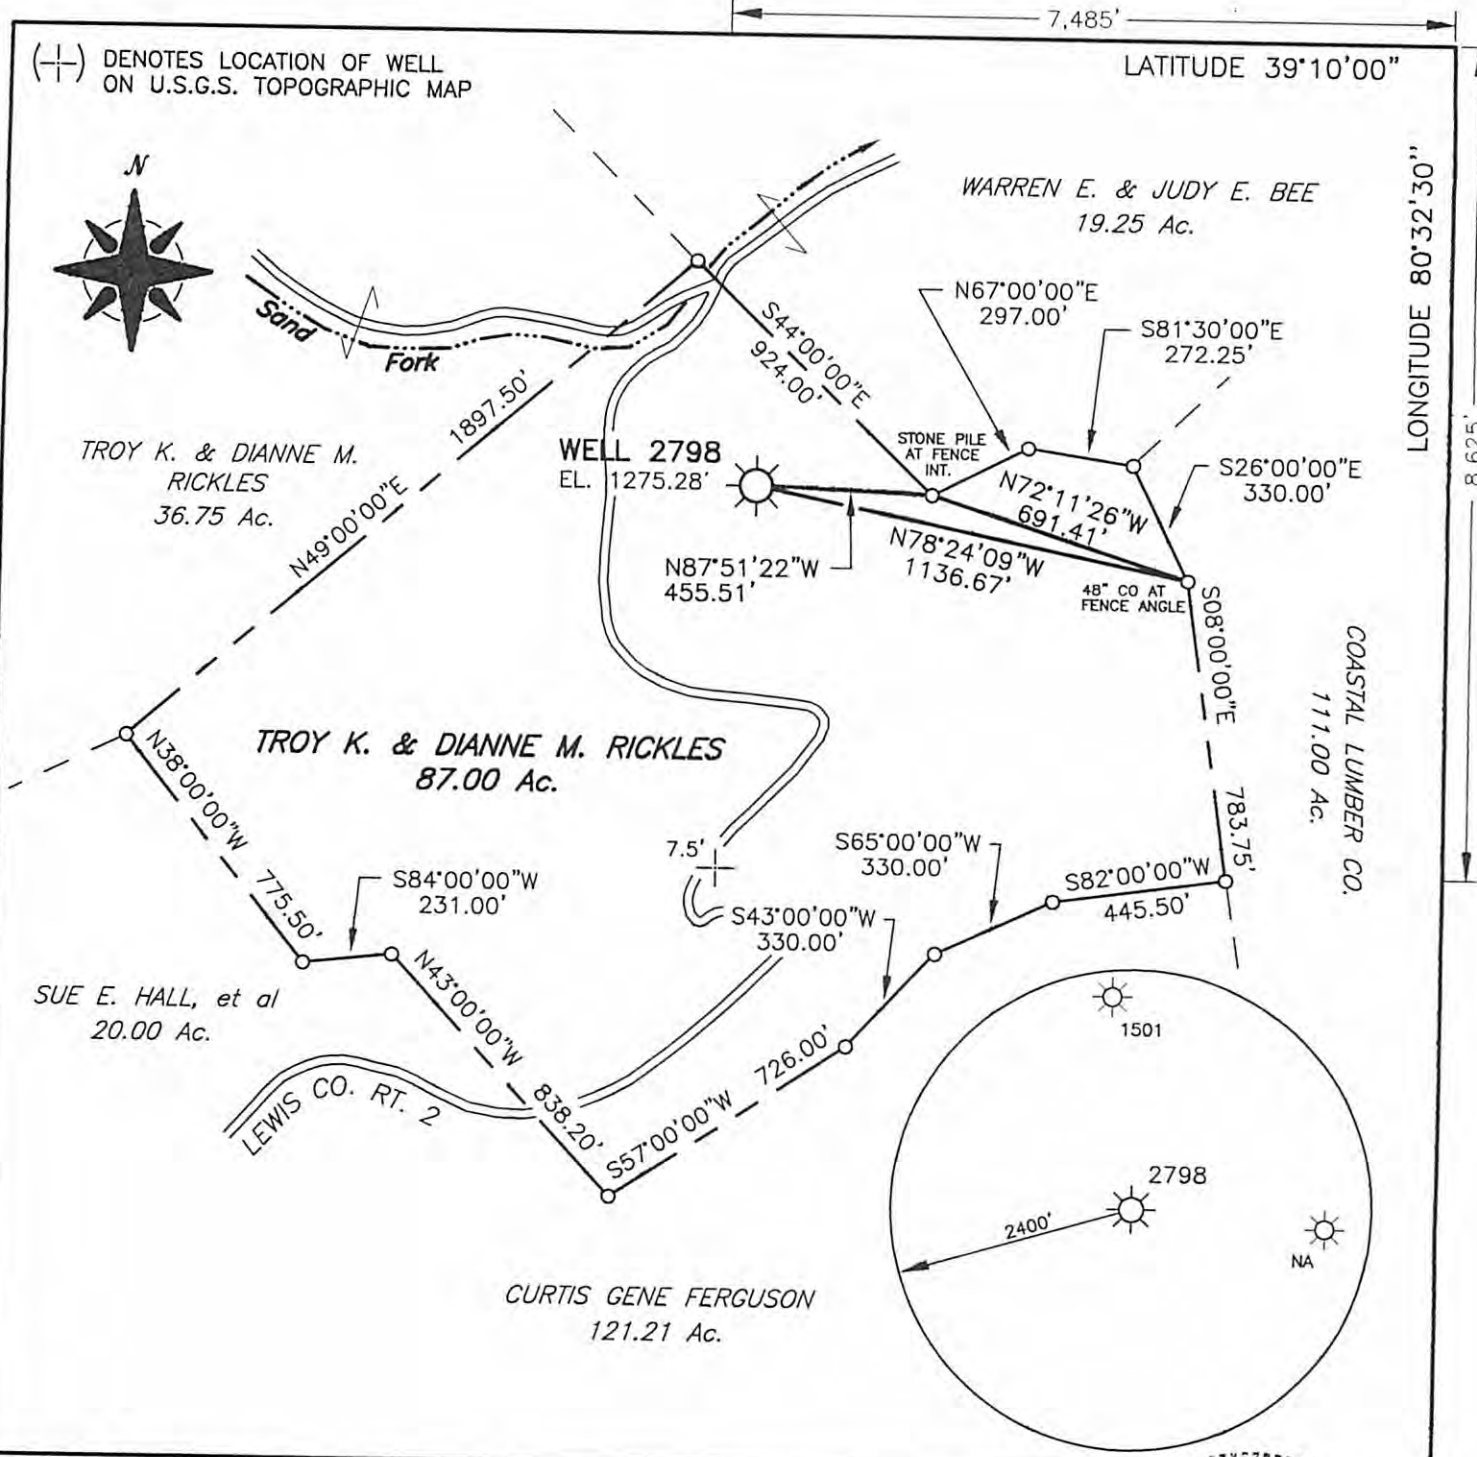 7,485'
(-¦-) DENOTES LOCATION OF WELL
ON U.S.G.S. TOPOGRAPHIC MAP
LATITUDE 39°10'00"
LONGITUDE 80°32'30"
8,625'
N
WARREN E. & JUDY E. BEE
19.25 Ac.
Sand
Fork
S44°00'00"E
924.00'
N67°00'00"E
297.00'
S81°30'00"E
272.25'
1897.50'
N49°00'00"E
TROY K. & DIANNE M.
RICKLES
36.75 Ac.
WELL 2798
EL. 1275.28'
STONE PILE
AT FENCE
INT.
S26°00'00"E
330.00'
N72°11'26"W
691.41'
N78°24'09"W
1136.67'
N87°51'22"W
455.51'
48" CO AT
FENCE ANGLE
S08°00'00"E
783.75'
COASTAL LUMBER CO.
111.00 Ac.
TROY K. & DIANNE M. RICKLES
87.00 Ac.
N38°00'00"W
775.50'
7.5'
S65°00'00"W
330.00'
S82°00'00"W
445.50'
S84°00'00"W
231.00'
S43°00'00"W
330.00'
SUE E. HALL, et al
20.00 Ac.
N43°00'00"W
838.20'
S57°00'00"W
726.00'
LEWIS CO. RT. 2
1501
2798
2400'
NA
CURTIS GENE FERGUSON
121.21 Ac.